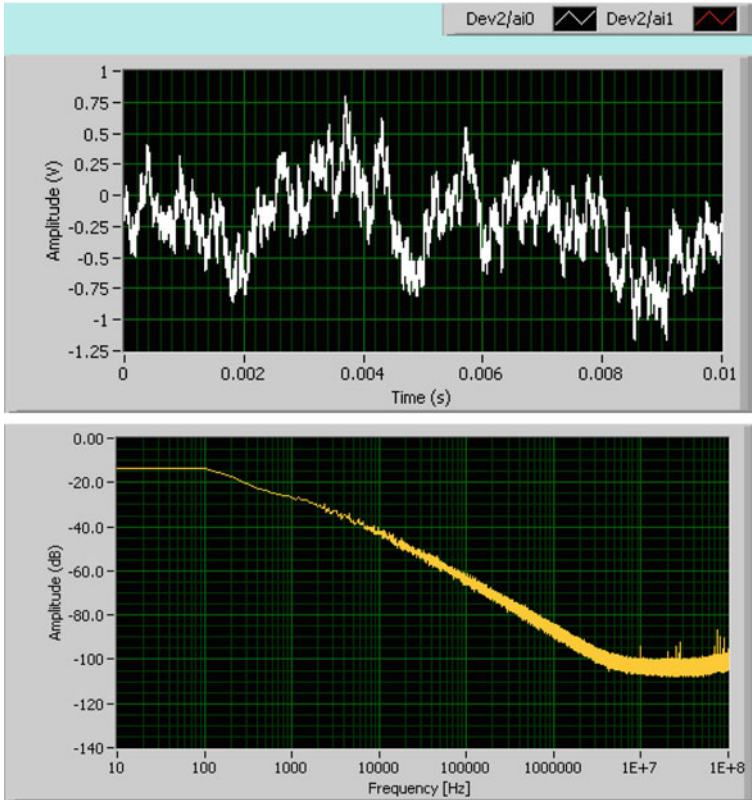 Dev2/ai0 Dev2/ai1
1
0.75
0.5
0.25
0
-0.25
-0.5
-0.75
-1
-1.25
Amplitude (V)
0 0.002 0.004 0.006 0.008 0.01
Time (s)
0.00
-20.0
-40.0
-60.0
-80.0
-100
-120
-140
Amplitude (dB)
10 100 1000 10000 100000 1000000 1E+7 1E+8
Frequency [Hz]